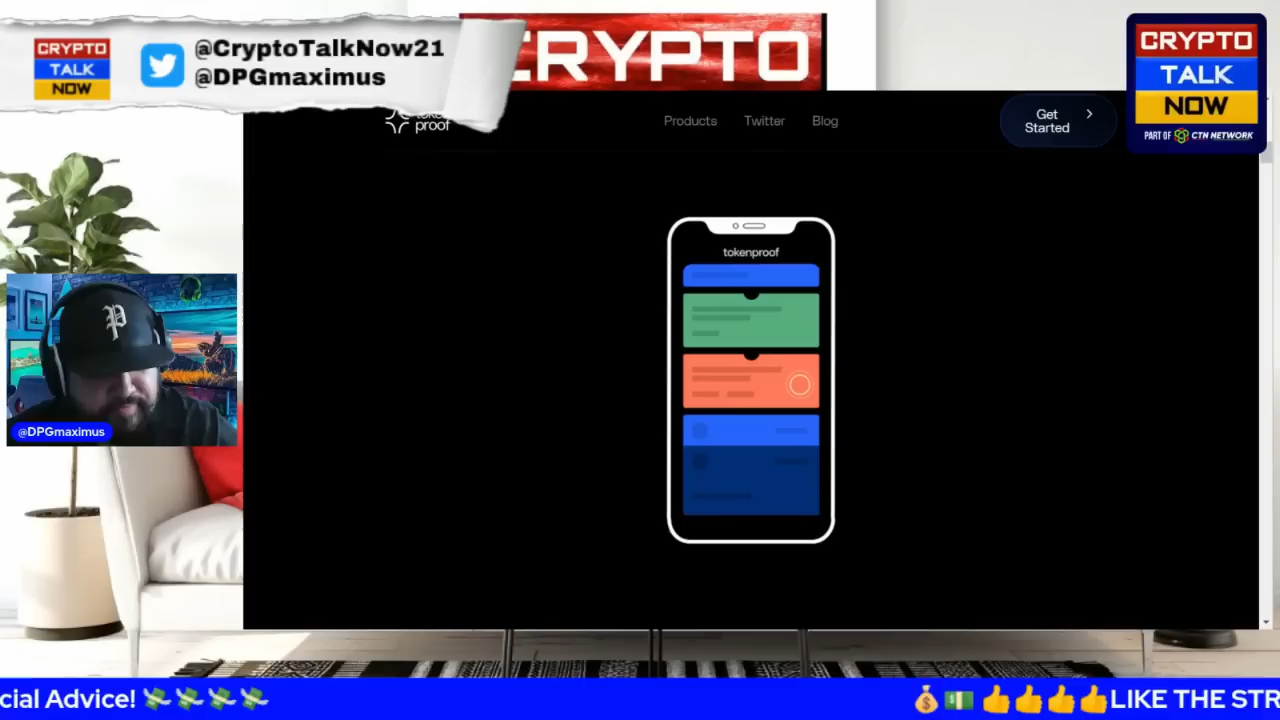 CRYPTO
TALK
NOW
@CryptoTalkNow21
@DPGmaximus
CRYPTO
CRYPTO
TALK
NOW
PART OF CTN NETWORK
proof
Products
Twitter
Blog
Get
Started
tokenproof
P
@DPGmaximus
cial Advice! 💸💸💸💸
💰💵 👍👍👍👍LIKE THE STR